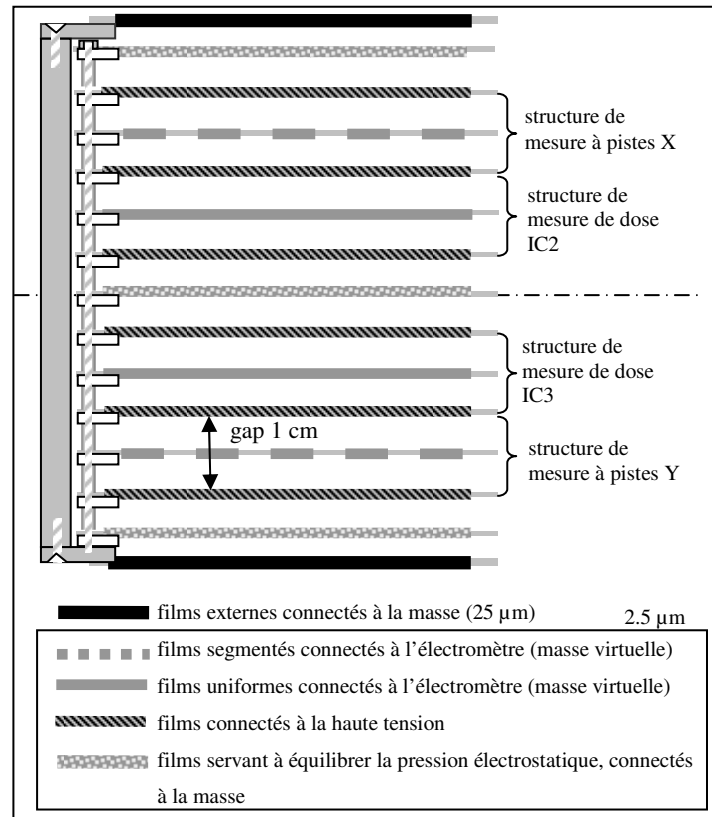 structure de
mesure à pistes X
structure de
mesure de dose
IC2
structure de
mesure de dose
IC3
gap 1 cm
structure de
mesure à pistes Y
films externes connectés à la masse (25 µm)
2.5 µm
films segmentés connectés à l'électromètre (masse virtuelle)
films uniformes connectés à l'électromètre (masse virtuelle)
films connectés à la haute tension
films servant à équilibrer la pression électrostatique, connectés
à la masse